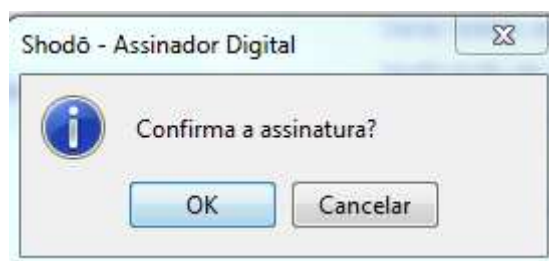 Shodō - Assinador Digital
Confirma a assinatura?
OK Cancelar